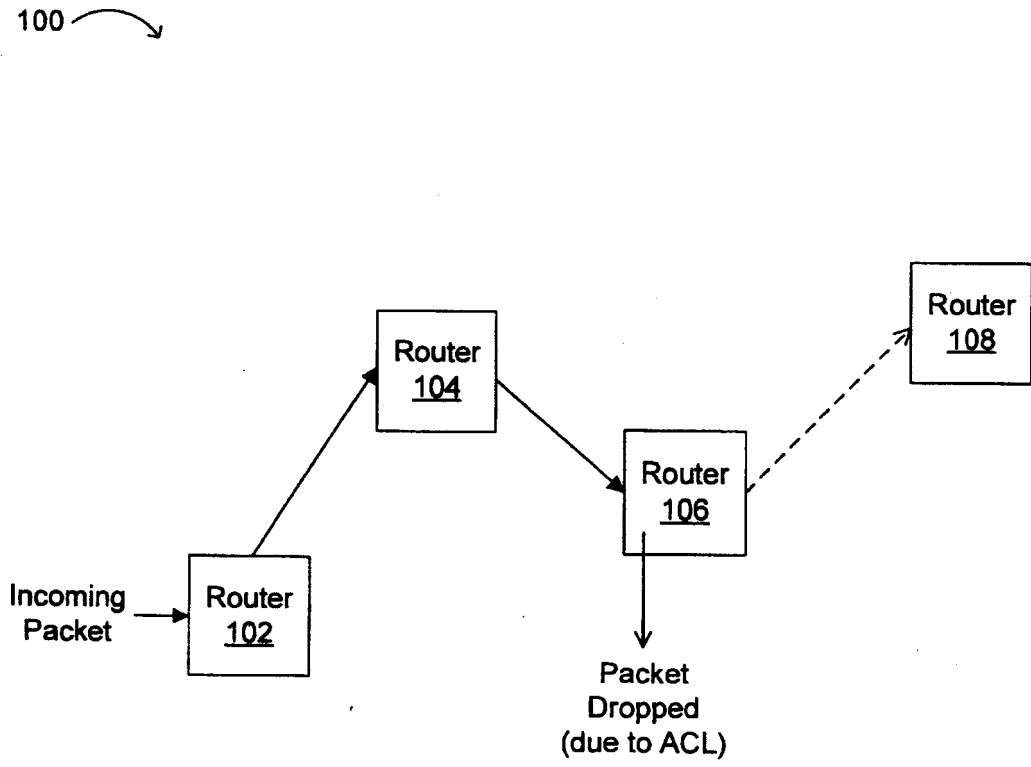 100
Router
108
Router
104
Router
106
Incoming
Packet
Router
102
Packet
Dropped
(due to ACL)